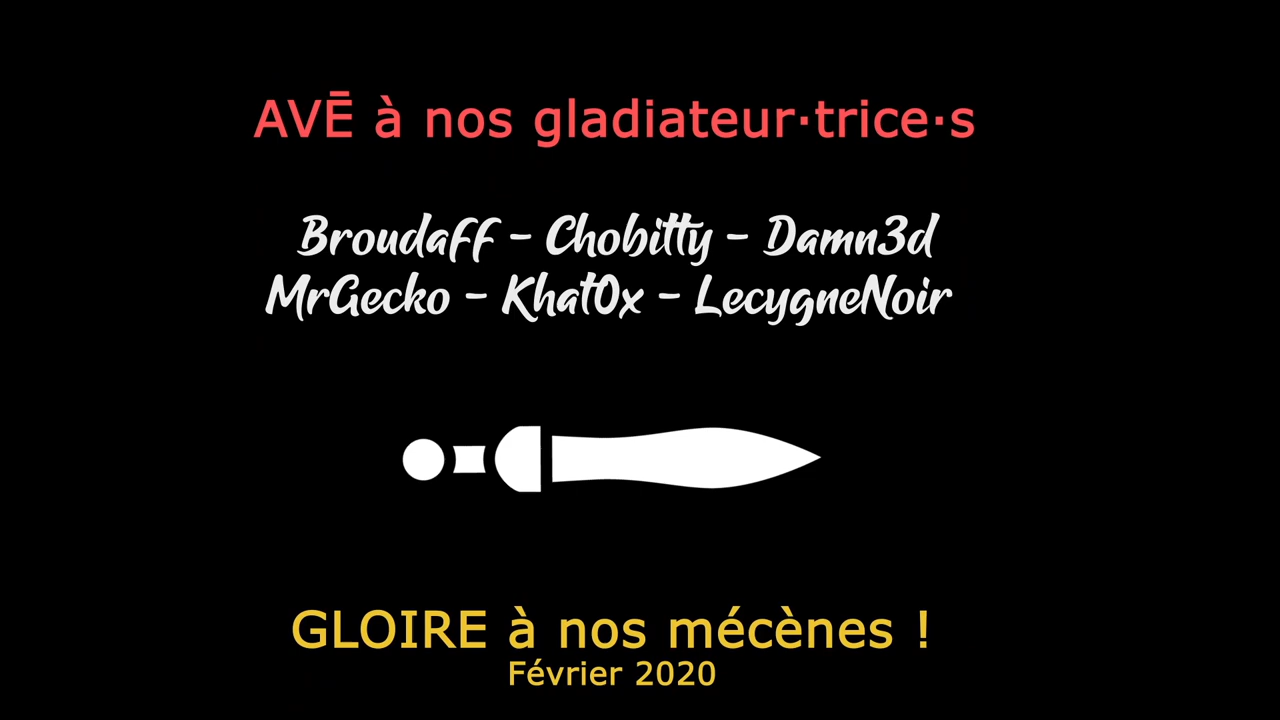 AVĒ à nos gladiateur·trice·s
Broudaff - Chobitty - Damn3d
MrGecko - Khat0x - LecygneNoir
GLOIRE à nos mécènes !
Février 2020